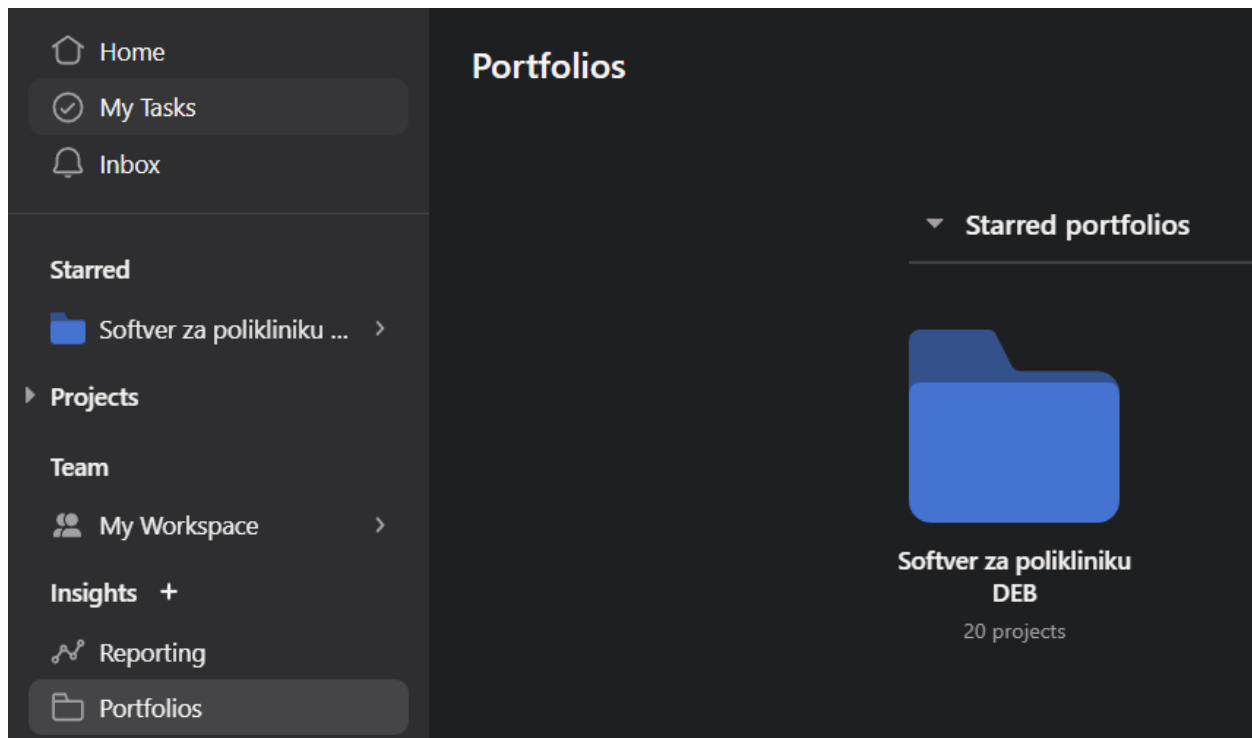 Home
My Tasks
Inbox
Starred
Softver za polikliniku ...
Projects
Team
My Workspace
Insights +
Reporting
Portfolios
Portfolios
Starred portfolios
Softver za polikliniku
DEB
20 projects